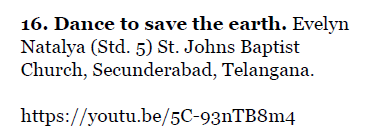 16. Dance to save the earth. Evelyn
Natalya (Std. 5) St. Johns Baptist
Church, Secunderabad, Telangana.
https://youtu.be/5C-93nTB8m4